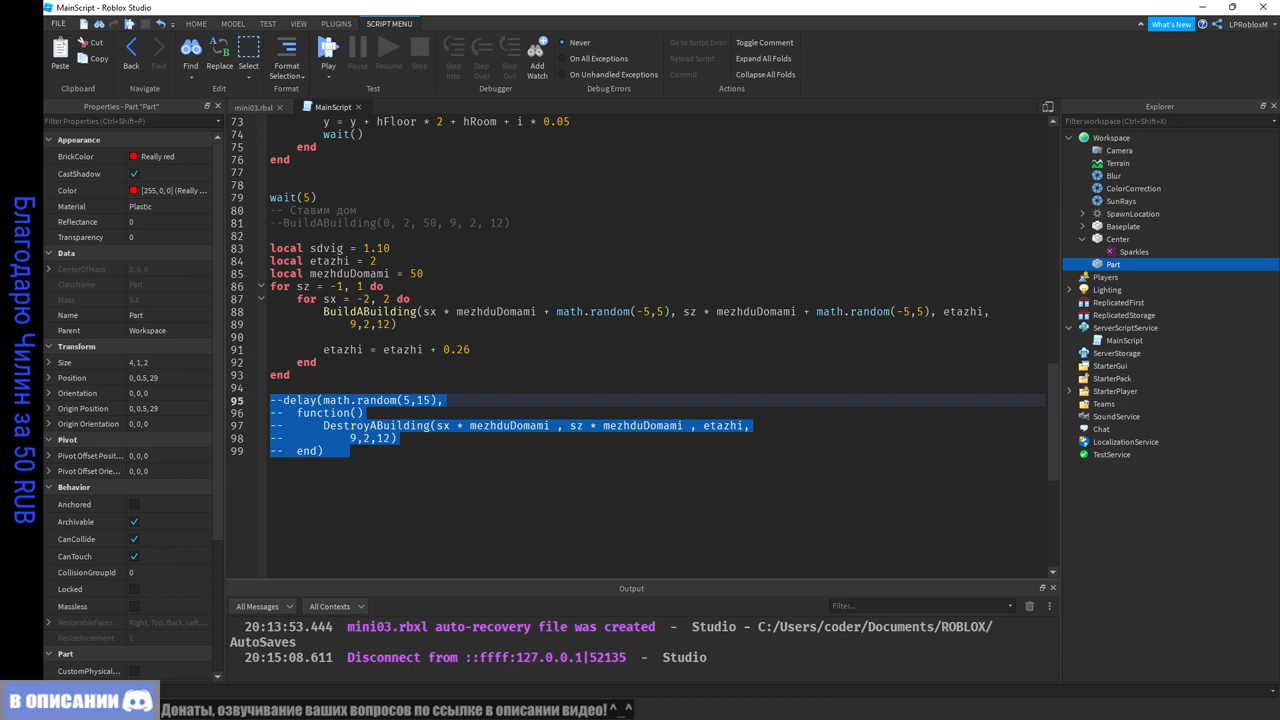 MainScript - Roblox Studio
FILE HOME MODEL TEST VIEW PLUGINS SCRIPT MENU What's New LPRobloxM
Paste Cut Copy Back Find Find Replace Select Format Selection Play Pause Resume Stop Step Into Step Over Step Out Add Watch Never On All Exceptions On Unhandled Exceptions Go to Script Error Reload Script Commit Toggle Comment Expand All Folds Collapse All Folds
Clipboard Navigate Edit Format Test Debugger Debug Errors Actions
Properties - Part "Part"
Filter Properties (Ctrl+Shift+P)
Appearance
BrickColor Really red
CastShadow
Color [255, 0, 0] (Really ...
Material Plastic
Reflectance 0
Transparency 0
Data
CenterOfMass 0, 0, 0
ClassName Part
Mass 5.6
Name Part
Parent Workspace
Transform
Size 4, 1, 2
Position 0, 0.5, 29
Orientation 0, 0, 0
Origin Position 0, 0.5, 29
Origin Orientation 0, 0, 0
Pivot
Pivot Offset Posit... 0, 0, 0
Pivot Offset Orie... 0, 0, 0
Behavior
Anchored
Archivable
CanCollide
CanTouch
CollisionGroupId 0
Locked
Massless
ResizeableFaces Right, Top, Back, Left,...
ResizeIncrement 1
Part
CustomPhysical...
mini03.rbxl MainScript
73 y = y + hFloor * 2 + hRoom + i * 0.05
74 wait()
75 end
76 end
77
78
79 wait(5)
80 -- Ставим дом
81 --BuildABuilding(0, 2, 50, 9, 2, 12)
82
83 local sdvig = 1.10
84 local etazhi = 2
85 local mezhduDomami = 50
86 for sz = -1, 1 do
87 for sx = -2, 2 do
88 BuildABuilding(sx * mezhduDomami + math.random(-5,5), sz * mezhduDomami + math.random(-5,5), etazhi,
89 9,2,12)
90
91 etazhi = etazhi + 0.26
92 end
93 end
94
95 --delay(math.random(5,15),
96 -- function()
97 -- DestroyABuilding(sx * mezhduDomami , sz * mezhduDomami , etazhi,
98 -- 9,2,12)
99 -- end)
Output
All Messages All Contexts Filter...
20:13:53.444 mini03.rbxl auto-recovery file was created - Studio - C:/Users/coder/Documents/ROBLOX/
AutoSaves
20:15:08.611 Disconnect from ::ffff:127.0.0.1|52135 - Studio
Explorer
Filter workspace (Ctrl+Shift+X)
Workspace
Camera
Terrain
Blur
ColorCorrection
SunRays
SpawnLocation
Baseplate
Center
Sparkles
Part
Players
Lighting
ReplicatedFirst
ReplicatedStorage
ServerScriptService
MainScript
ServerStorage
StarterGui
StarterPack
StarterPlayer
Teams
SoundService
Chat
LocalizationService
TestService
Благодарю Чилин за 50 RUB
В ОПИСАНИИ
Донаты, озвучивание ваших вопросов по ссылке в описании видео! ^_^